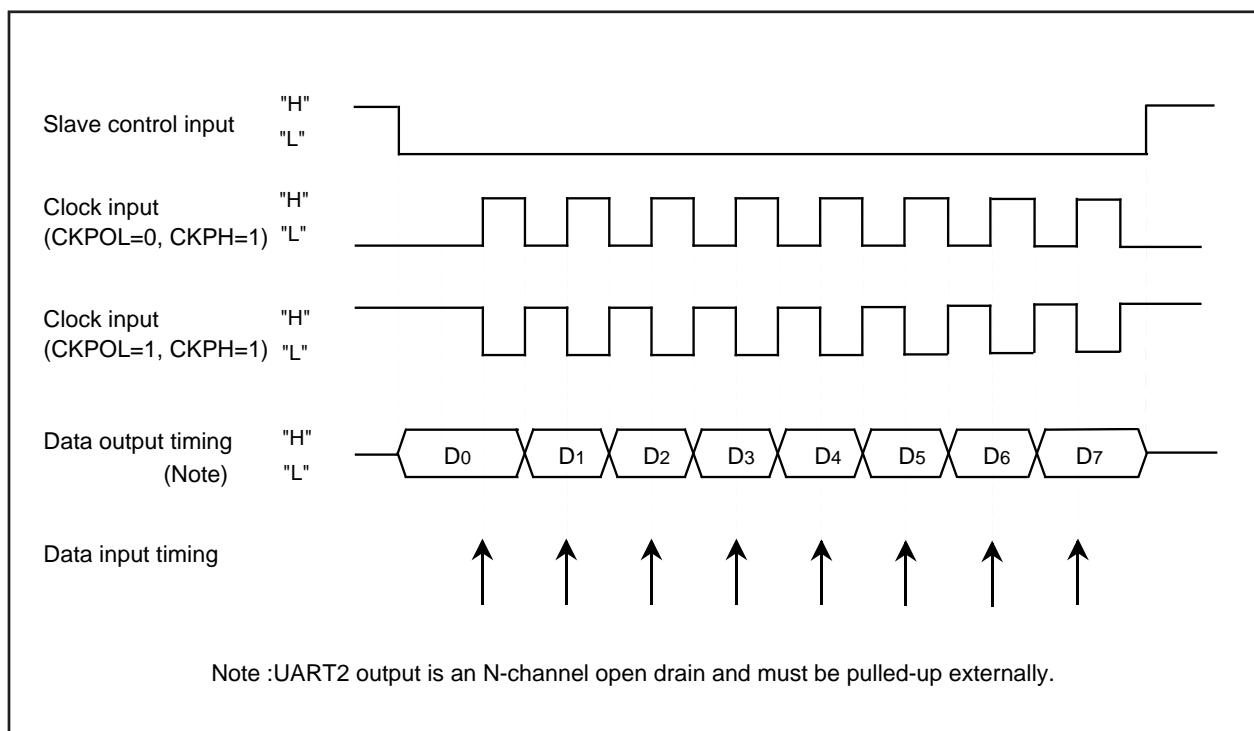 Slave control input "H"
"L"
Clock input "H"
(CKPOL=0, CKPH=1) "L"
Clock input "H"
(CKPOL=1, CKPH=1) "L"
Data output timing "H"
(Note) "L"
D0 D1 D2 D3 D4 D5 D6 D7
Data input timing
Note :UART2 output is an N-channel open drain and must be pulled-up externally.